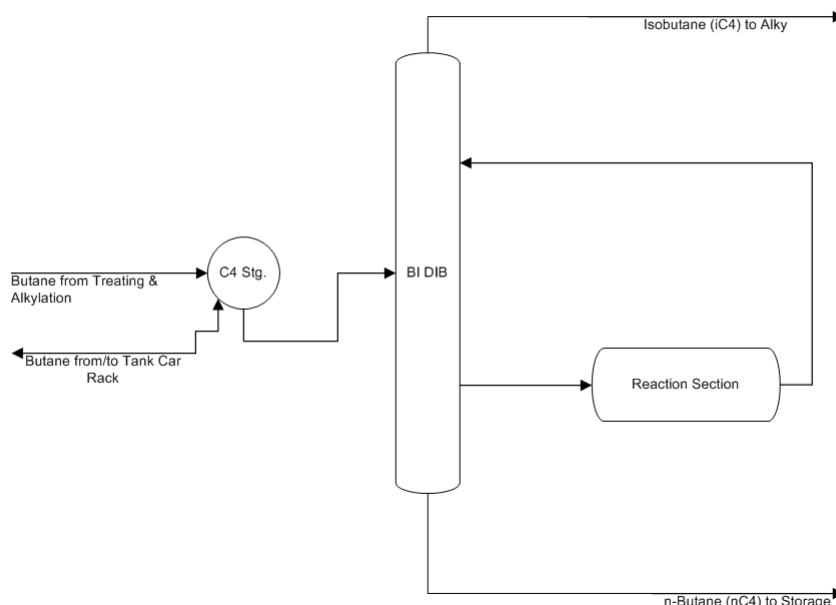 Isobutane (iC4) to Alky
C4 Stg.
BI DIB
Butane from Treating &
Alkylation
Butane from/to Tank Car
Rack
Reaction Section
n-Butane (nC4) to Storage